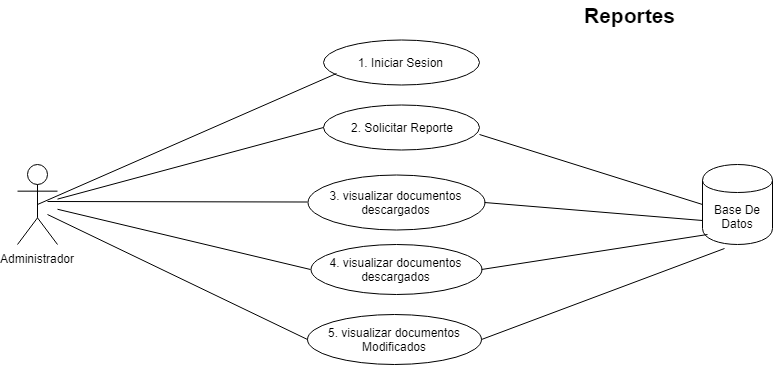 Reportes
1. Iniciar Sesion
2. Solicitar Reporte
3. visualizar documentos
descargados
Base De
Datos
Administrador
4. visualizar documentos
descargados
5. visualizar documentos
Modificados